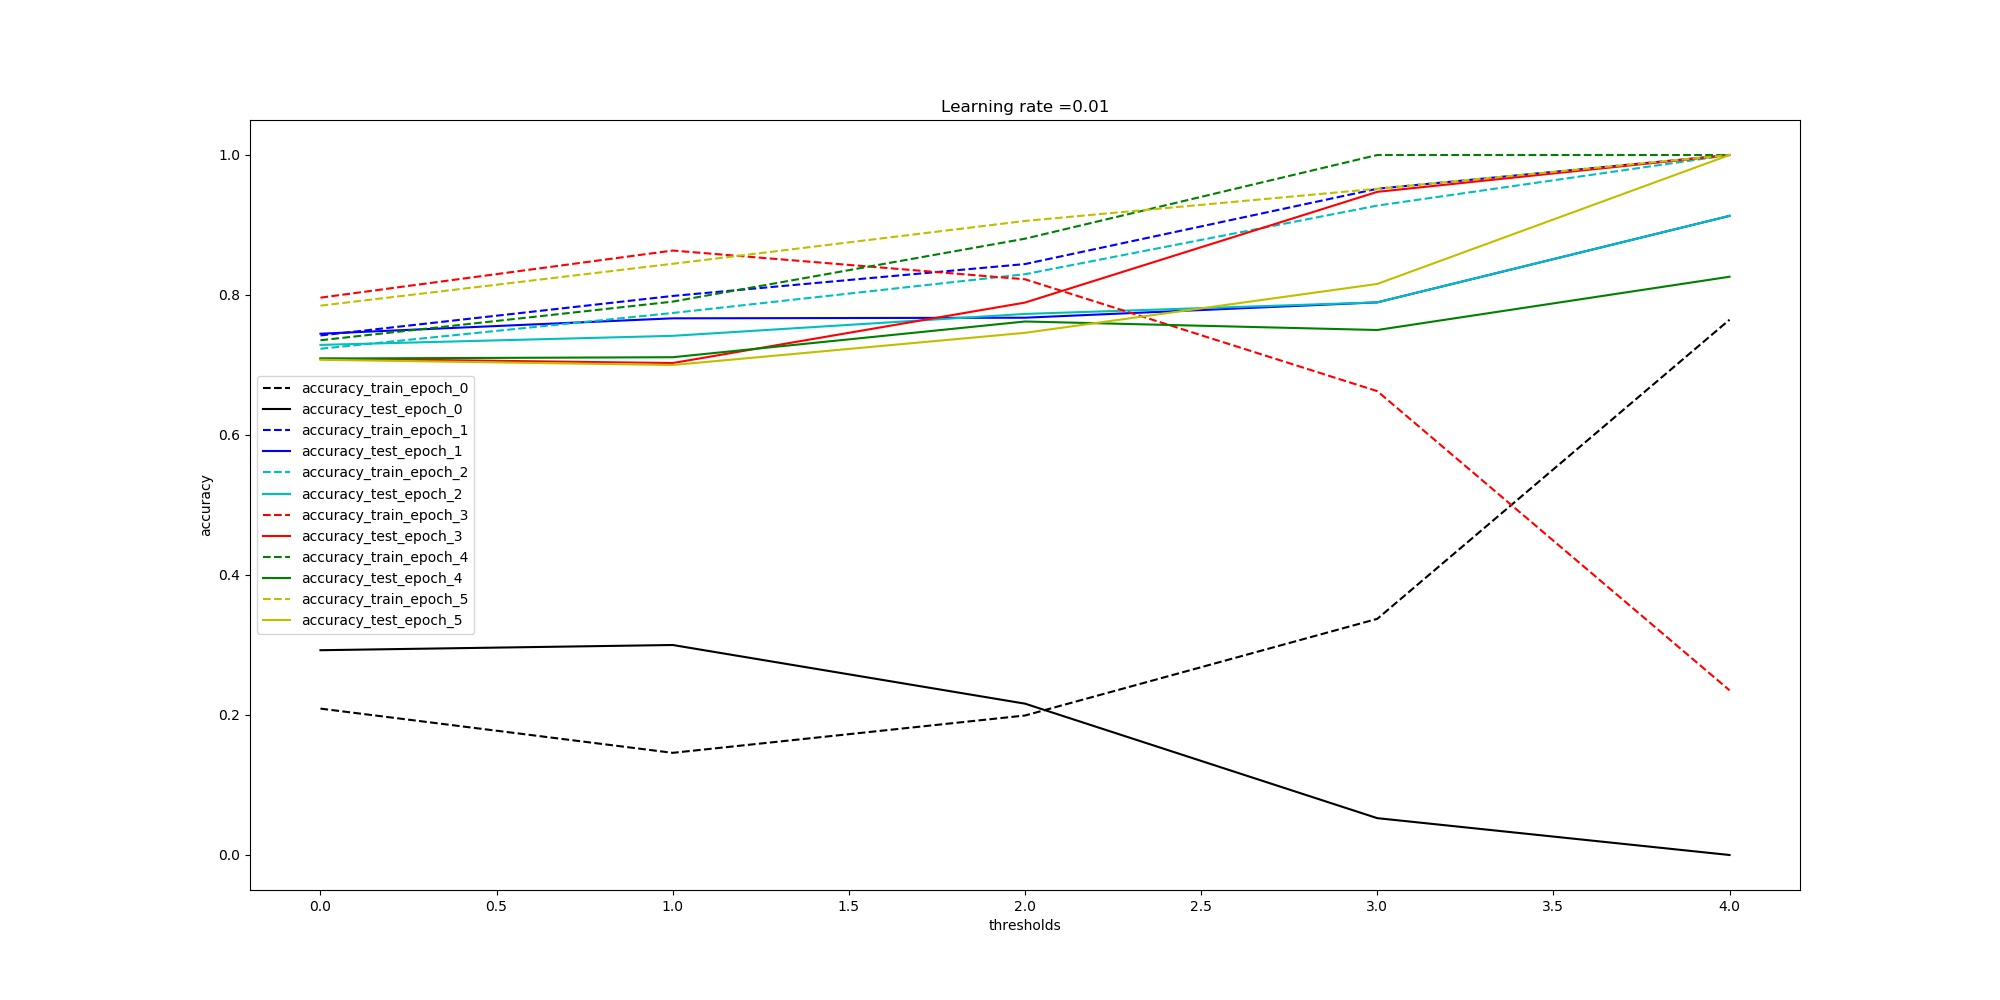 Learning rate =0.01
1.0
0.8
0.6
0.4
0.2
0.0
accuracy
accuracy_train_epoch_0
accuracy_test_epoch_0
accuracy_train_epoch_1
accuracy_test_epoch_1
accuracy_train_epoch_2
accuracy_test_epoch_2
accuracy_train_epoch_3
accuracy_test_epoch_3
accuracy_train_epoch_4
accuracy_test_epoch_4
accuracy_train_epoch_5
accuracy_test_epoch_5
0.0 0.5 1.0 1.5 2.0 2.5 3.0 3.5 4.0
thresholds